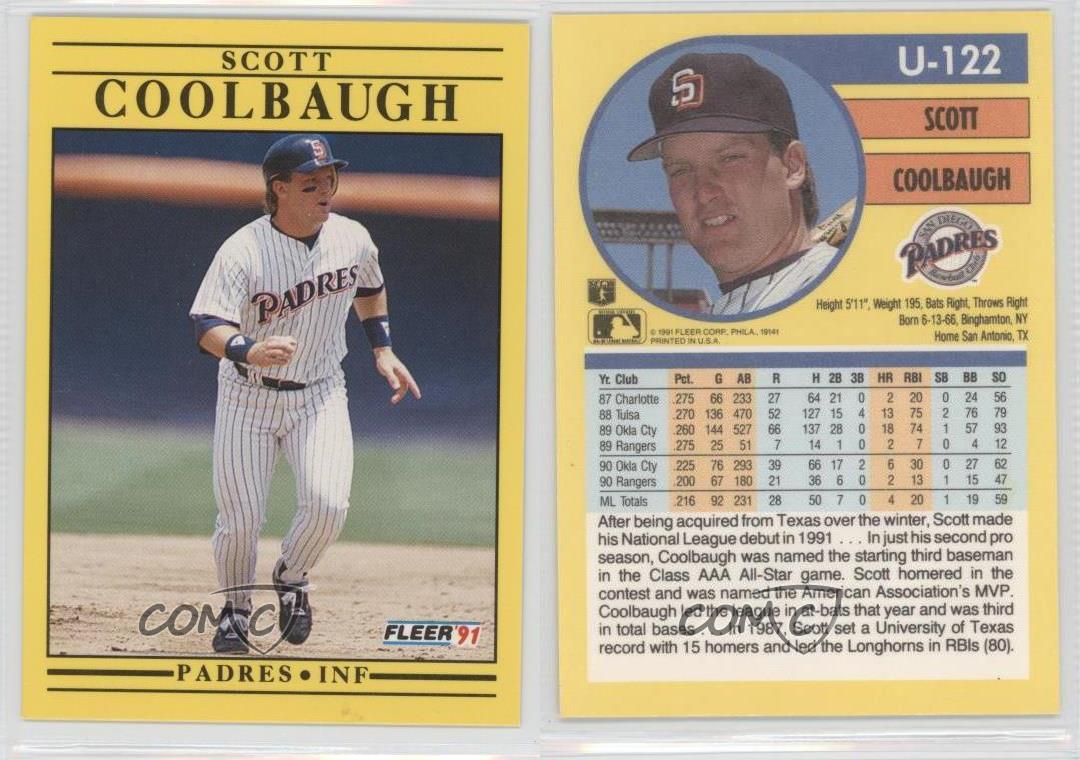 SCOTT
COOLBAUGH
PADRES
FLEER '91
PADRES • INF
COMC
U-122
SCOTT
COOLBAUGH
SAN DIEGO
PADRES
Baseball Club
Height 5'11", Weight 195, Bats Right, Throws Right
Born 6-13-66, Binghamton, NY
Home San Antonio, TX
© 1991 FLEER CORP., PHILA., 19141
PRINTED IN U.S.A.
Yr. Club Pct. G AB R H 2B 3B HR RBI SB BB SO
87 Charlotte .275 66 233 27 64 21 0 2 20 0 24 56
88 Tulsa .270 136 470 52 127 15 4 13 75 2 76 79
89 Okla Cty .260 144 527 66 137 28 0 18 74 1 57 93
89 Rangers .275 25 51 7 14 1 0 2 7 0 4 12
90 Okla Cty .225 76 293 39 66 17 2 6 30 0 27 62
90 Rangers .200 67 180 21 36 6 0 2 13 1 15 47
ML Totals .216 92 231 28 50 7 0 4 20 1 19 59
After being acquired from Texas over the winter, Scott made
his National League debut in 1991 . . . In just his second pro
season, Coolbaugh was named the starting third baseman
in the Class AAA All-Star game. Scott homered in the
contest and was named the American Association's MVP.
Coolbaugh led the league in at-bats that year and was third
in total bases . . . In 1987, Scott set a University of Texas
record with 15 homers and led the Longhorns in RBIs (80).
COMC